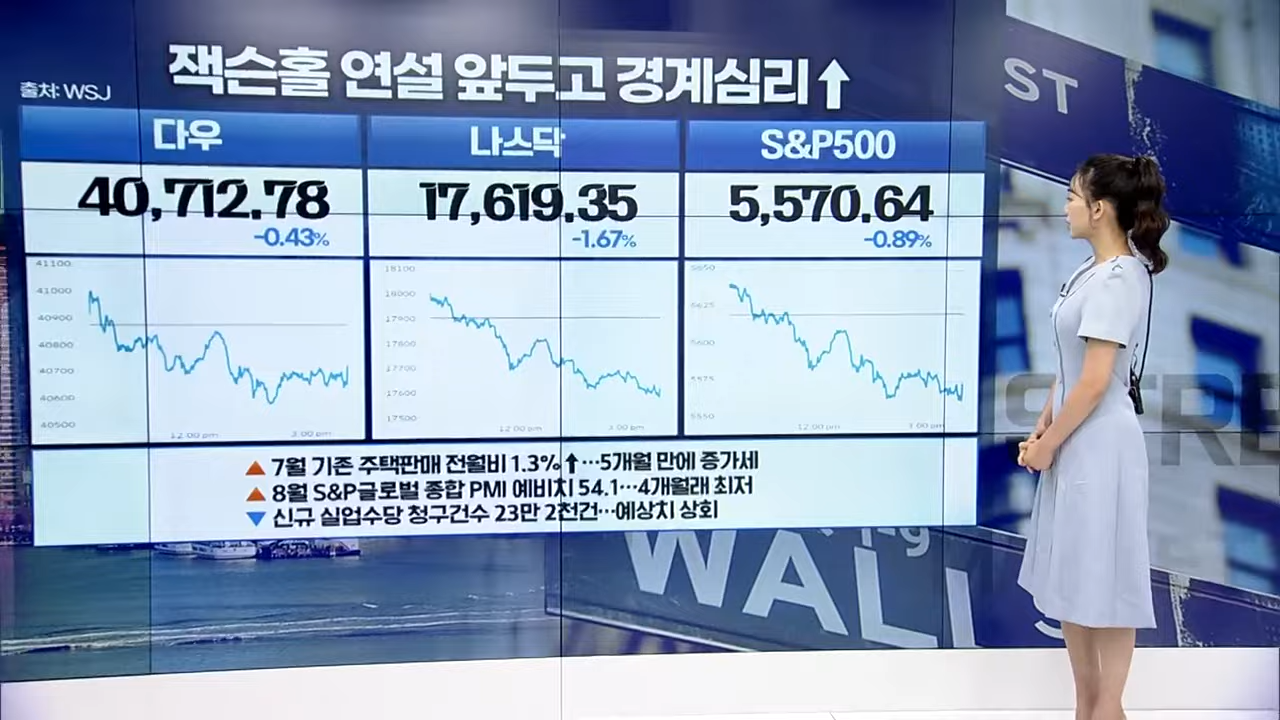 잭슨홀 연설 앞두고 경계심리↑
출처: WSJ
다우
40,712.78
-0.43%
41100
41000
40900
40800
40700
40600
40500
12:00 pm
3:00 pm
나스닥
17,619.35
-1.67%
18100
18000
17900
17800
17700
17600
17500
12:00 pm
3:00 pm
S&P500
5,570.64
-0.89%
5650
5625
5600
5575
5550
12:00 pm
3:00 pm
▲ 7월 기존 주택판매 전월비 1.3%↑…5개월 만에 증가세
▲ 8월 S&P글로벌 종합 PMI 예비치 54.1…4개월래 최저
▼ 신규 실업수당 청구건수 23만 2천건…예상치 상회
ST
STRE
WALL